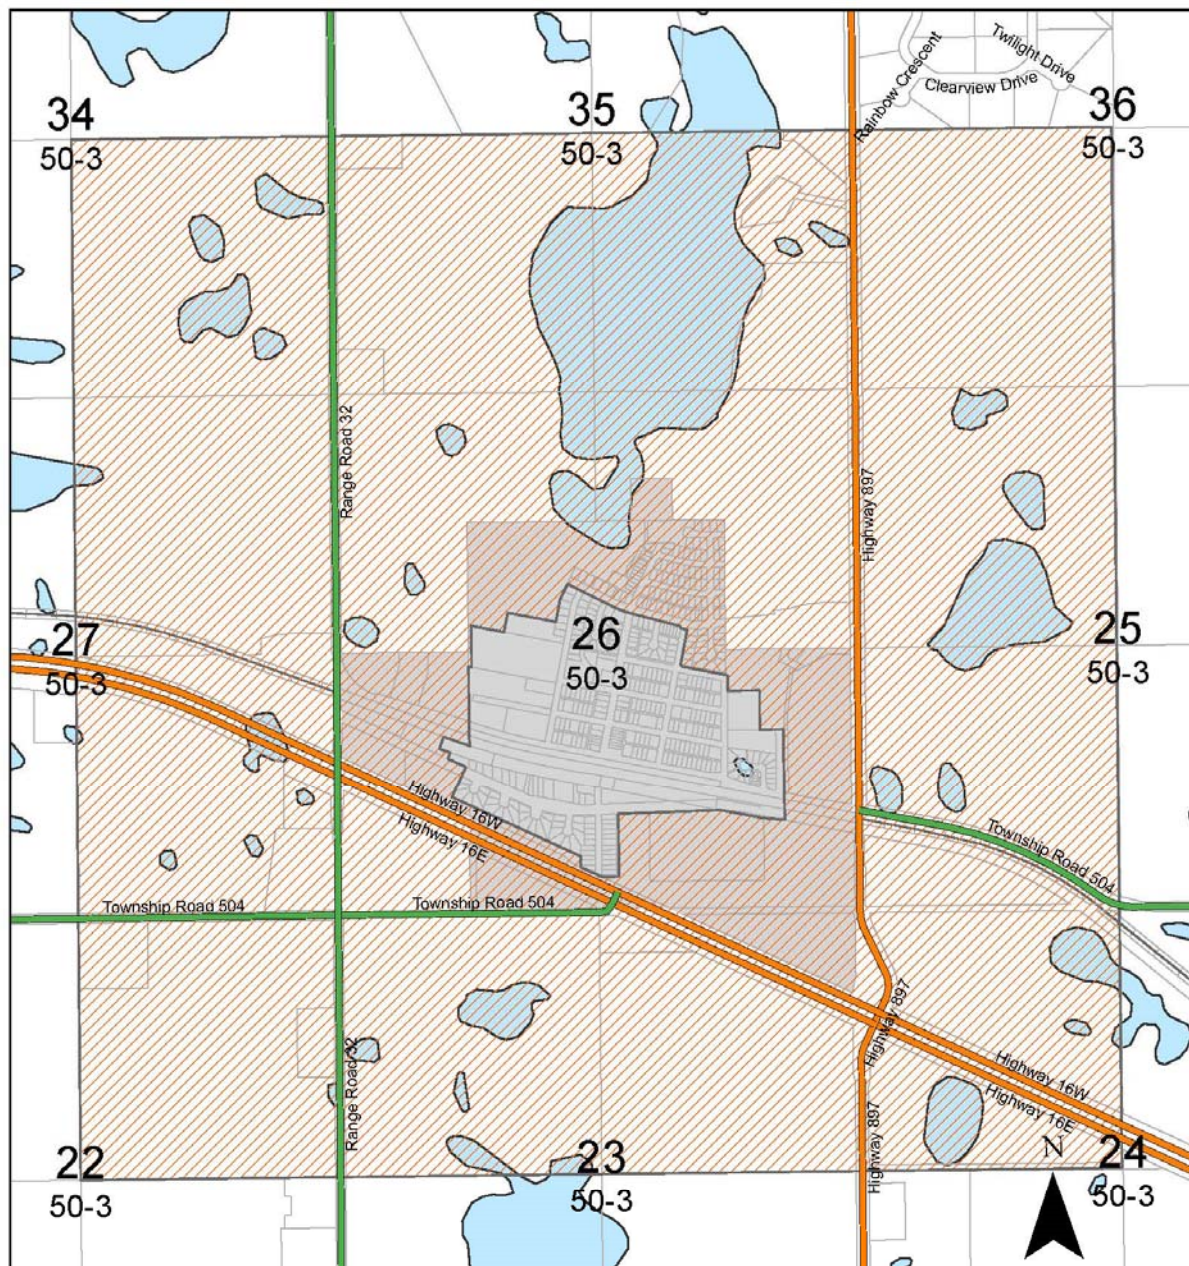 Rainbow Crescent
Twilight Drive
Clearview Drive
34
50-3
35
50-3
36
50-3
Range Road 32
Highway 897
27
50-3
26
50-3
25
50-3
Highway 16W
Highway 16E
Township Road 504
Township Road 504
Township Road 504
Highway 897
Highway 16W
Highway 16E
Range Road 32
Highway 897
22
50-3
23
50-3
N
24
50-3